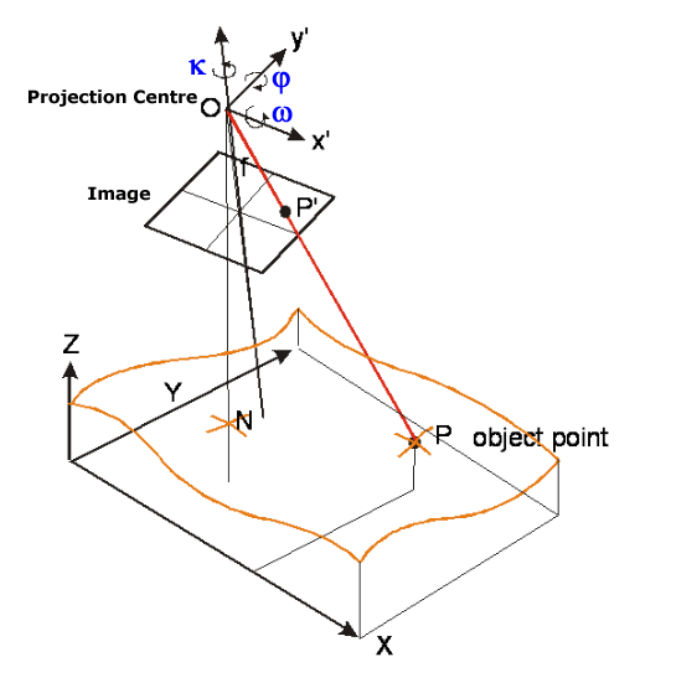 y'
κ
φ
Projection Centre O
ω
x'
f
Image
P'
Z
Y
N
P object point
X